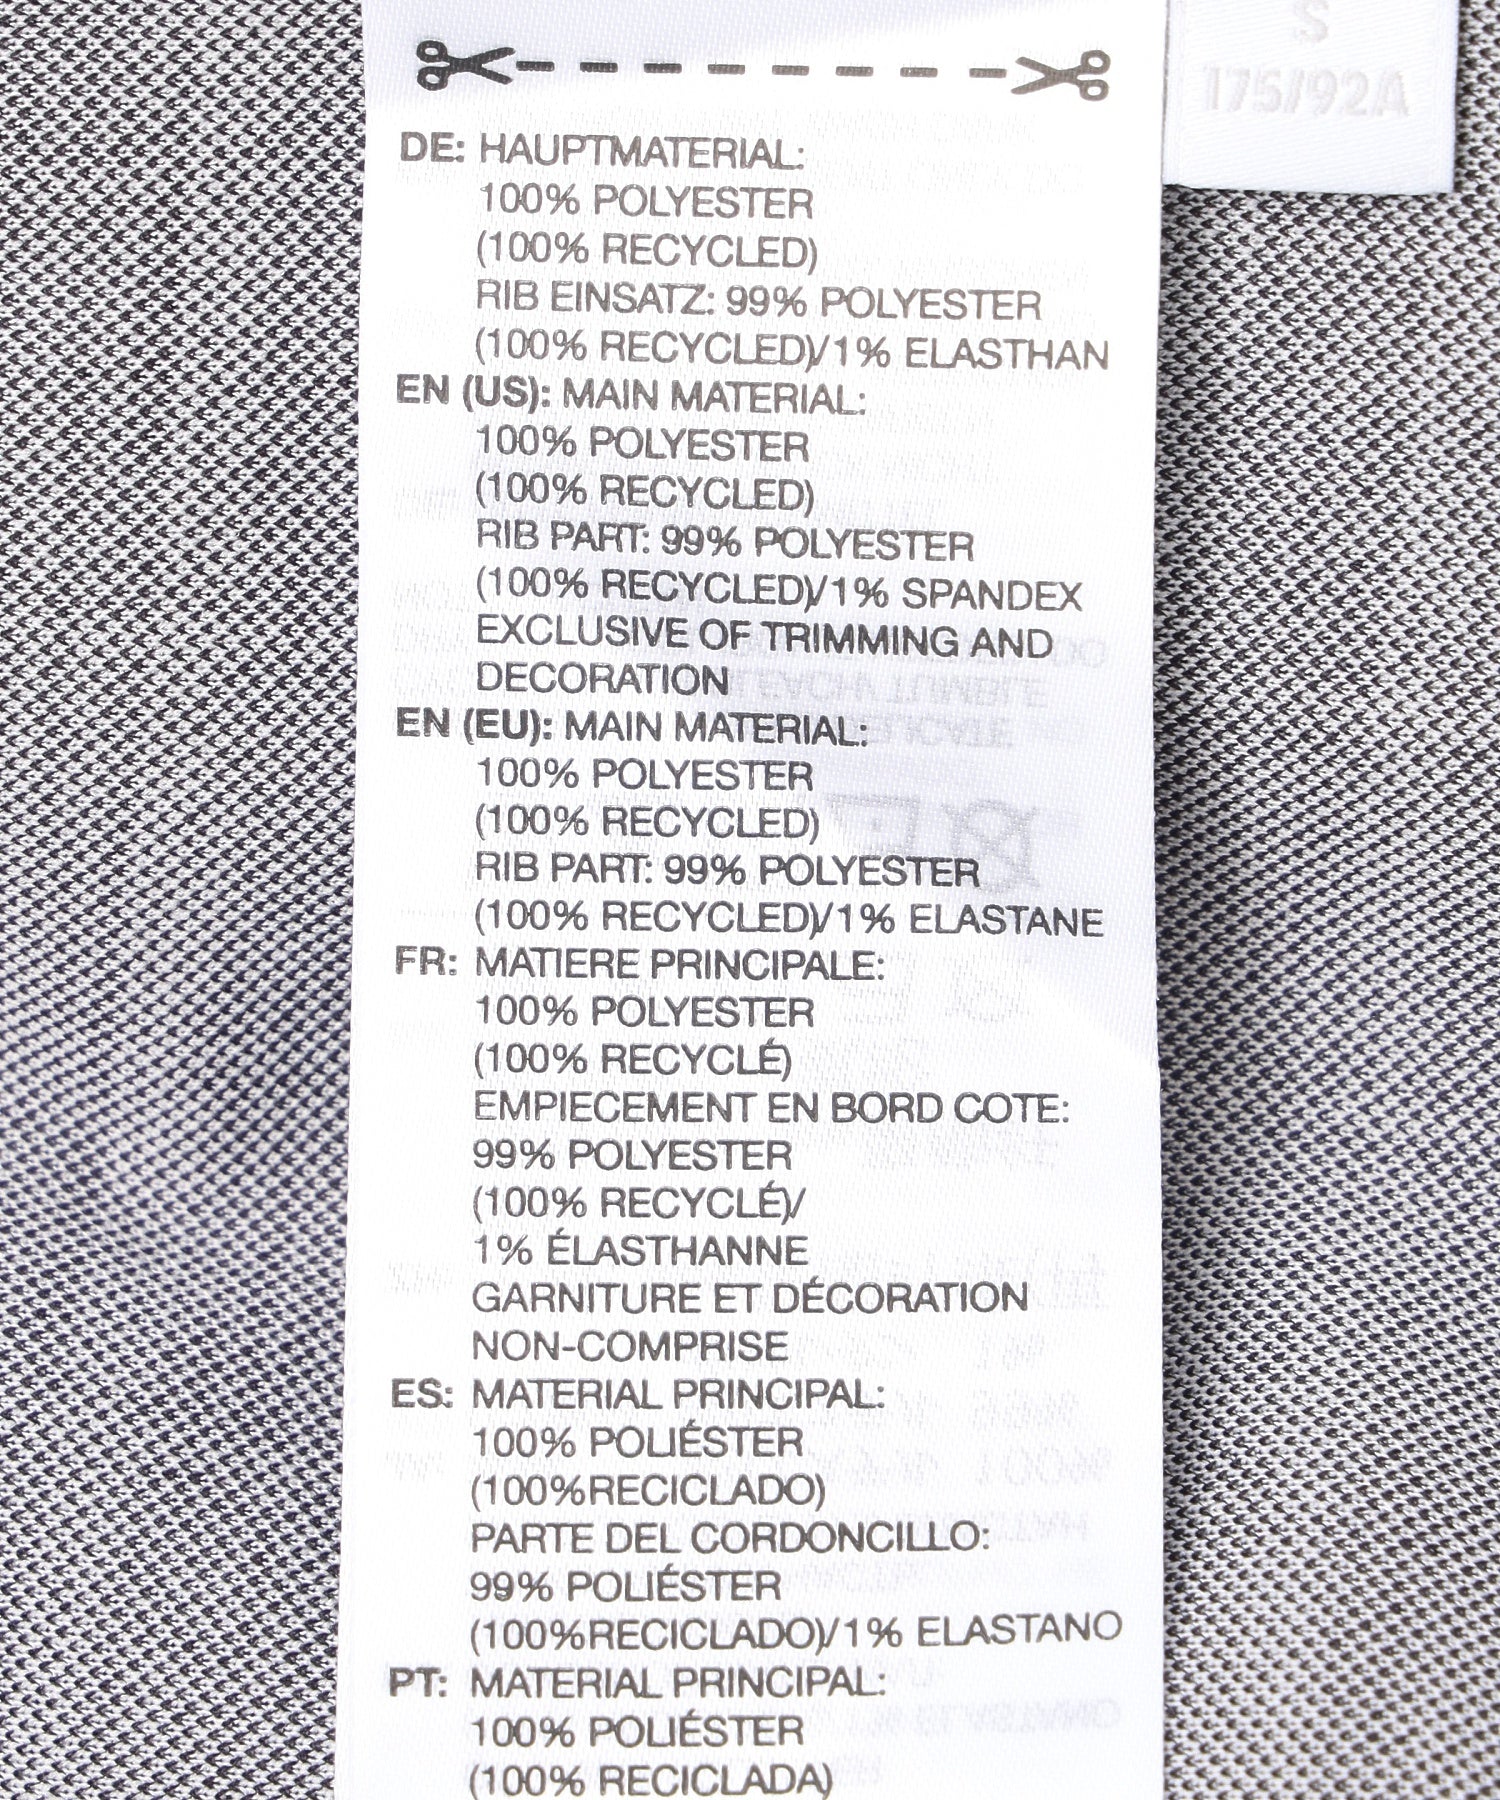 S
175/92A
DE: HAUPTMATERIAL:
100% POLYESTER
(100% RECYCLED)
RIB EINSATZ: 99% POLYESTER
(100% RECYCLED)/1% ELASTHAN
EN (US): MAIN MATERIAL:
100% POLYESTER
(100% RECYCLED)
RIB PART: 99% POLYESTER
(100% RECYCLED)/1% SPANDEX
EXCLUSIVE OF TRIMMING AND
DECORATION
EN (EU): MAIN MATERIAL:
100% POLYESTER
(100% RECYCLED)
RIB PART: 99% POLYESTER
(100% RECYCLED)/1% ELASTANE
FR: MATIERE PRINCIPALE:
100% POLYESTER
(100% RECYCLÉ)
EMPIECEMENT EN BORD COTE:
99% POLYESTER
(100% RECYCLÉ)/
1% ÉLASTHANNE
GARNITURE ET DÉCORATION
NON-COMPRISE
ES: MATERIAL PRINCIPAL:
100% POLIÉSTER
(100%RECICLADO)
PARTE DEL CORDONCILLO:
99% POLIÉSTER
(100%RECICLADO)/1% ELASTANO
PT: MATERIAL PRINCIPAL:
100% POLIÉSTER
(100% RECICLADA)